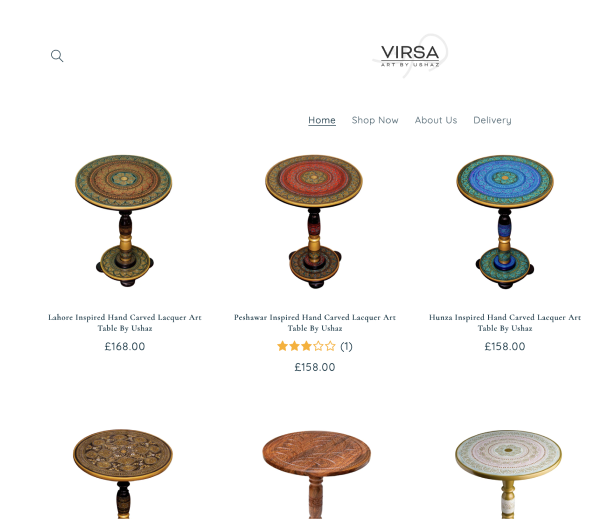 VIRSA
ART BY USHAZ
Home Shop Now About Us Delivery
Lahore Inspired Hand Carved Lacquer Art
Table By Ushaz
£168.00
Peshawar Inspired Hand Carved Lacquer Art
Table By Ushaz
(1)
£158.00
Hunza Inspired Hand Carved Lacquer Art
Table By Ushaz
£158.00